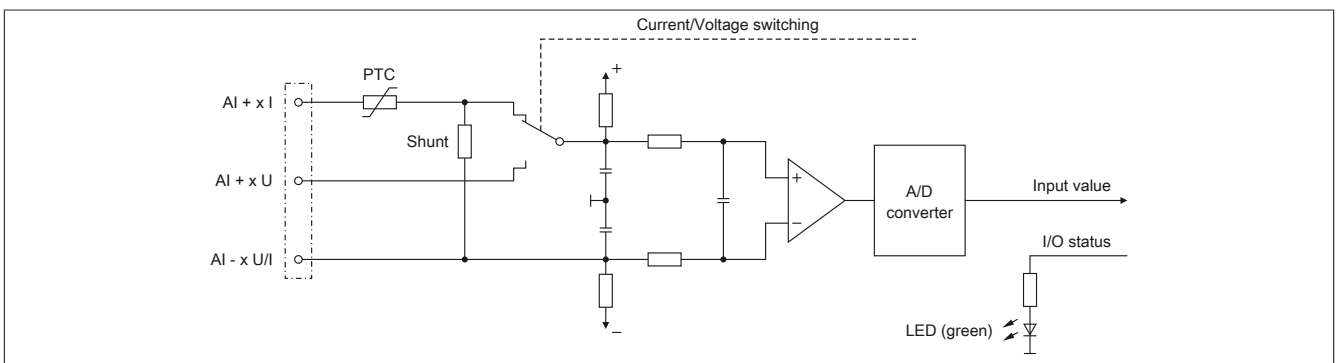 Current/Voltage switching
PTC
+
AI + x I
Shunt
AI + x U
+
A/D
converter
Input value
−
AI - x U/I
I/O status
LED (green)
−